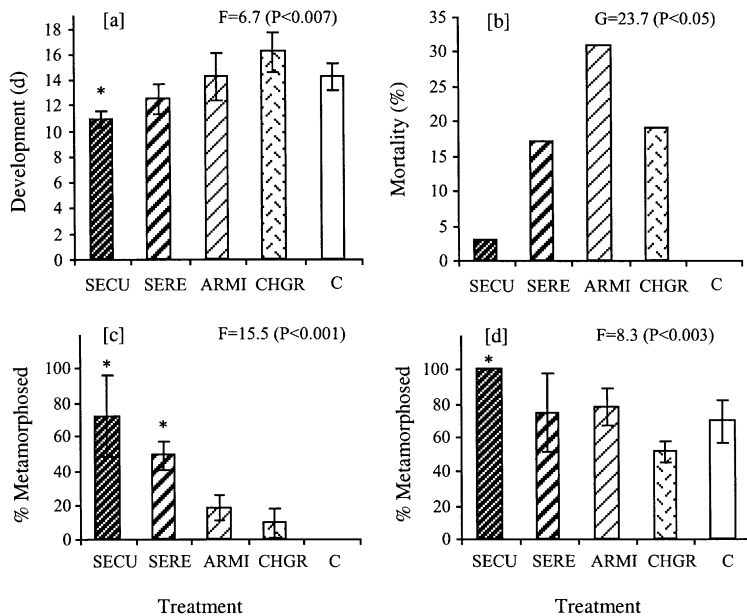 [a] F=6.7 (P<0.007)
Development (d)
18
16
14
12
10
8
6
4
2
0
*
SECU SERE ARMI CHGR C
[b] G=23.7 (P<0.05)
Mortality (%)
35
30
25
20
15
10
5
0
SECU SERE ARMI CHGR C
[c] F=15.5 (P<0.001)
% Metamorphosed
100
80
60
40
20
0
*
*
SECU SERE ARMI CHGR C
Treatment
[d] F=8.3 (P<0.003)
% Metamorphosed
100
80
60
40
20
0
*
SECU SERE ARMI CHGR C
Treatment